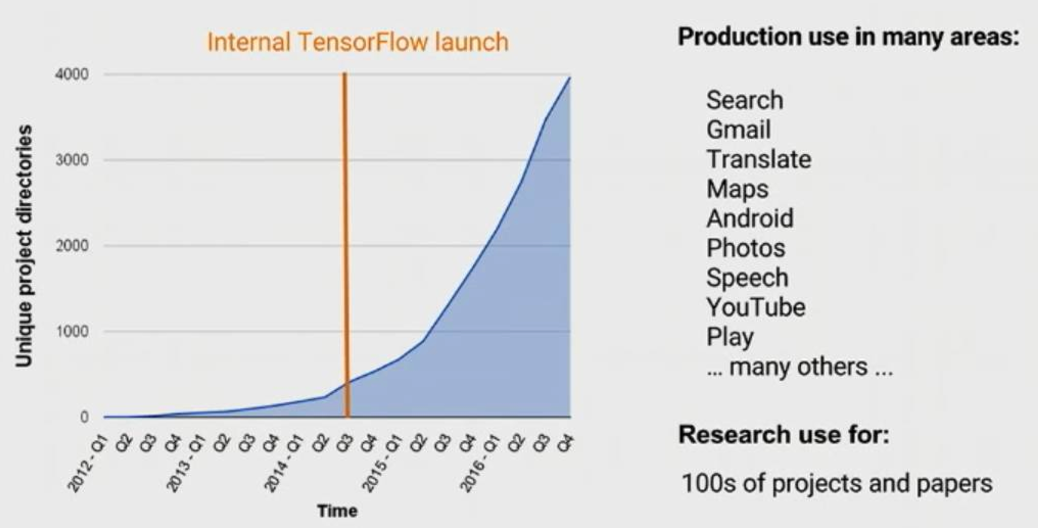 Internal TensorFlow launch
4000
3000
2000
1000
0
Unique project directories
2012 - Q1
Q2
Q3
Q4
2013 - Q1
Q2
Q3
Q4
2014 - Q1
Q2
Q3
Q4
2015 - Q1
Q2
Q3
Q4
2016 - Q1
Q2
Q3
Q4
Time
Production use in many areas:
Search
Gmail
Translate
Maps
Android
Photos
Speech
YouTube
Play
... many others ...
Research use for:
100s of projects and papers